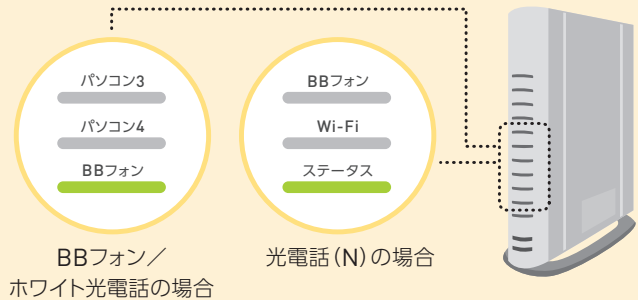 パソコン3
パソコン4
BBフォン
BBフォン／
ホワイト光電話の場合
BBフォン
Wi-Fi
ステータス
光電話(N)の場合